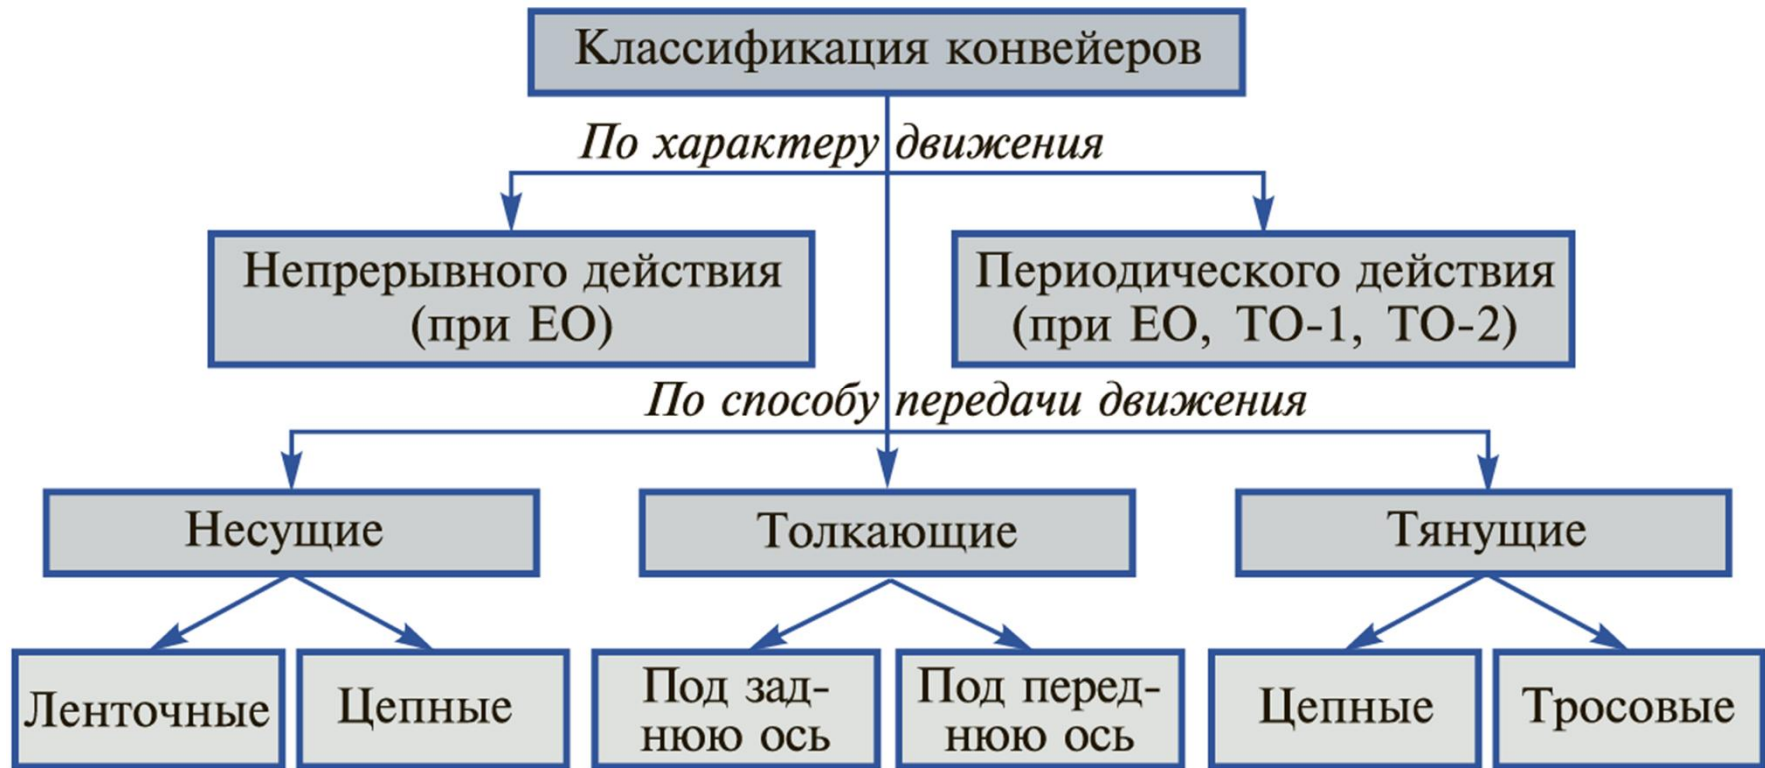 Классификация конвейеров
По характеру движения
Непрерывного действия
(при ЕО)
Периодического действия
(при ЕО, ТО-1, ТО-2)
По способу передачи движения
Несущие
Толкающие
Тянущие
Ленточные
Цепные
Под зад-
нюю ось
Под перед-
нюю ось
Цепные
Тросовые